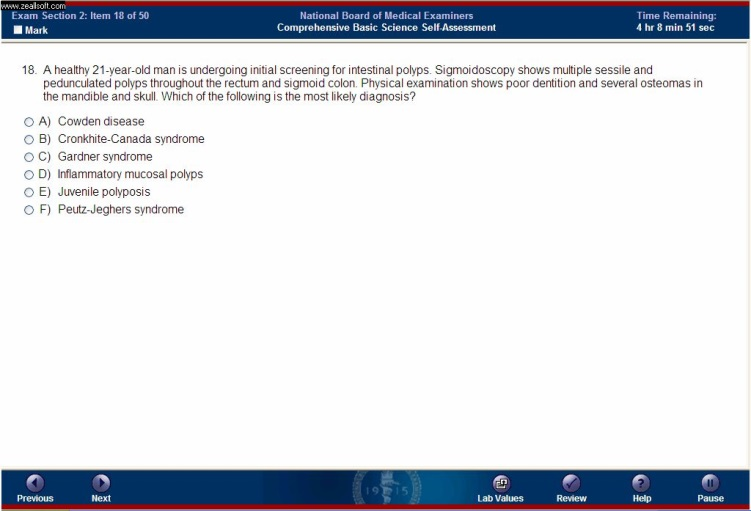 www.zeallsoft.com
Exam Section 2: Item 18 of 50
National Board of Medical Examiners
Time Remaining:
Mark
Comprehensive Basic Science Self-Assessment
4 hr 8 min 51 sec
18. A healthy 21-year-old man is undergoing initial screening for intestinal polyps. Sigmoidoscopy shows multiple sessile and
pedunculated polyps throughout the rectum and sigmoid colon. Physical examination shows poor dentition and several osteomas in
the mandible and skull. Which of the following is the most likely diagnosis?
A) Cowden disease
B) Cronkhite-Canada syndrome
C) Gardner syndrome
D) Inflammatory mucosal polyps
E) Juvenile polyposis
F) Peutz-Jeghers syndrome
1915
Previous
Next
Lab Values
Review
Help
Pause